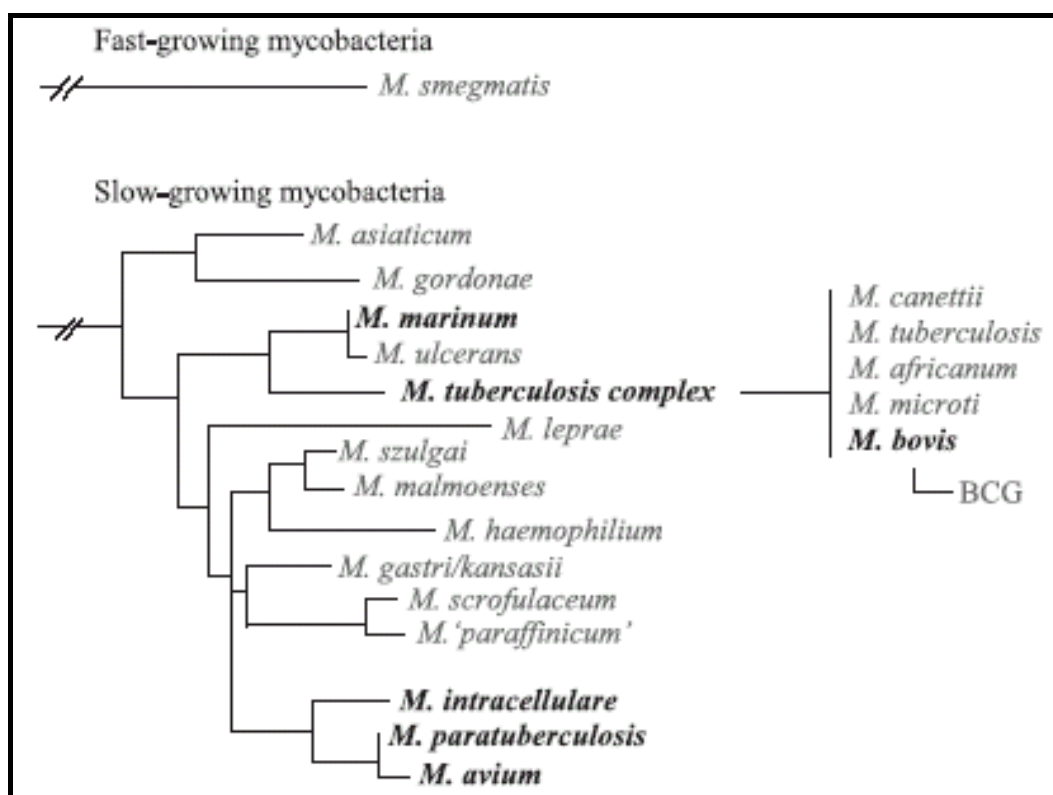 Fast-growing mycobacteria
M. smegmatis
Slow-growing mycobacteria
M. asiaticum
M. gordonae
M. marinum
M. ulcerans
M. tuberculosis complex
M. leprae
M. szulgai
M. malmoenses
M. haemophilium
M. gastri/kansasii
M. scrofulaceum
M. ‘paraffinicum’
M. intracellulare
M. paratuberculosis
M. avium
M. canettii
M. tuberculosis
M. africanum
M. microti
M. bovis
BCG